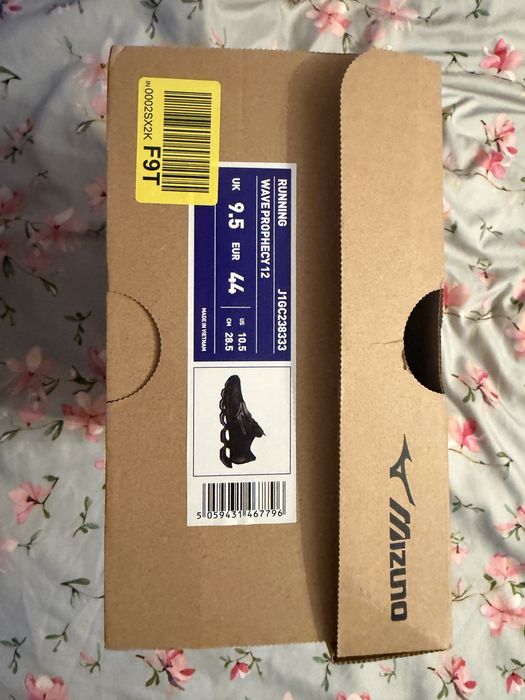 IN0002SX2K
F9T
RUNNING
J1GC238333
WAVE PROPHECY 12
UK 9.5 EUR 44 US 10.5
CM 28.5
MADE IN VIETNAM
5 059431 467796
MIZUNO